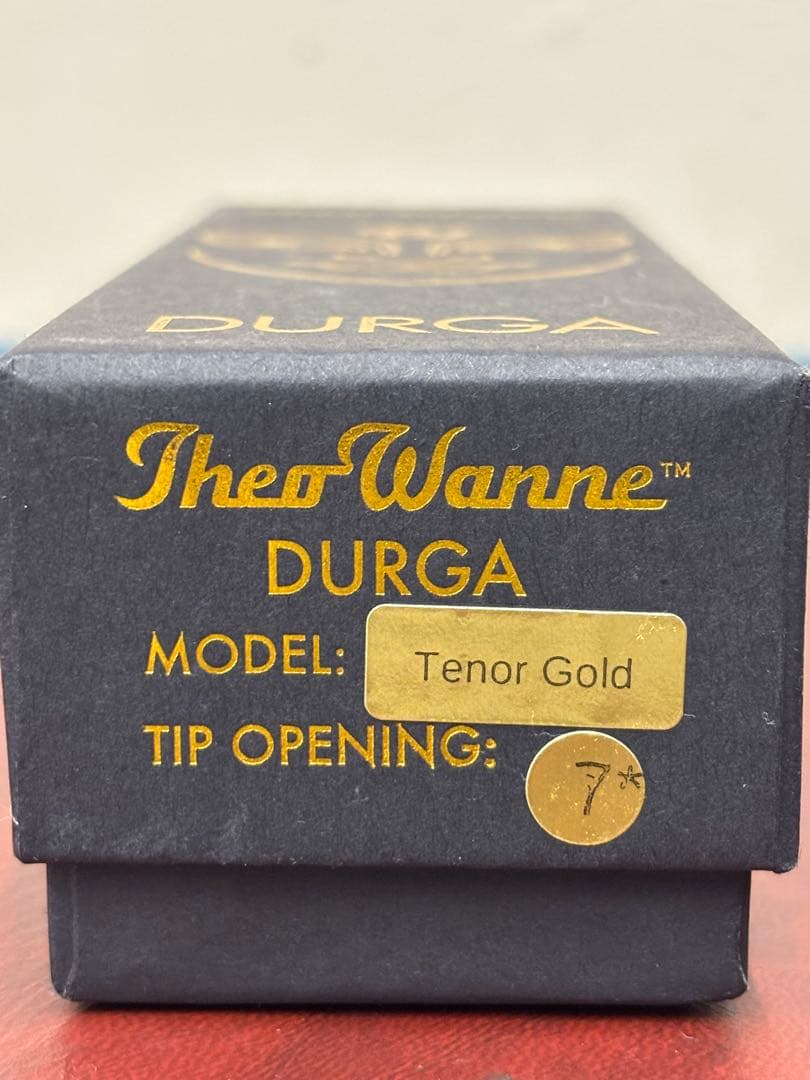 DURGA
Theo Wanne™
DURGA
MODEL: Tenor Gold
TIP OPENING: 7*